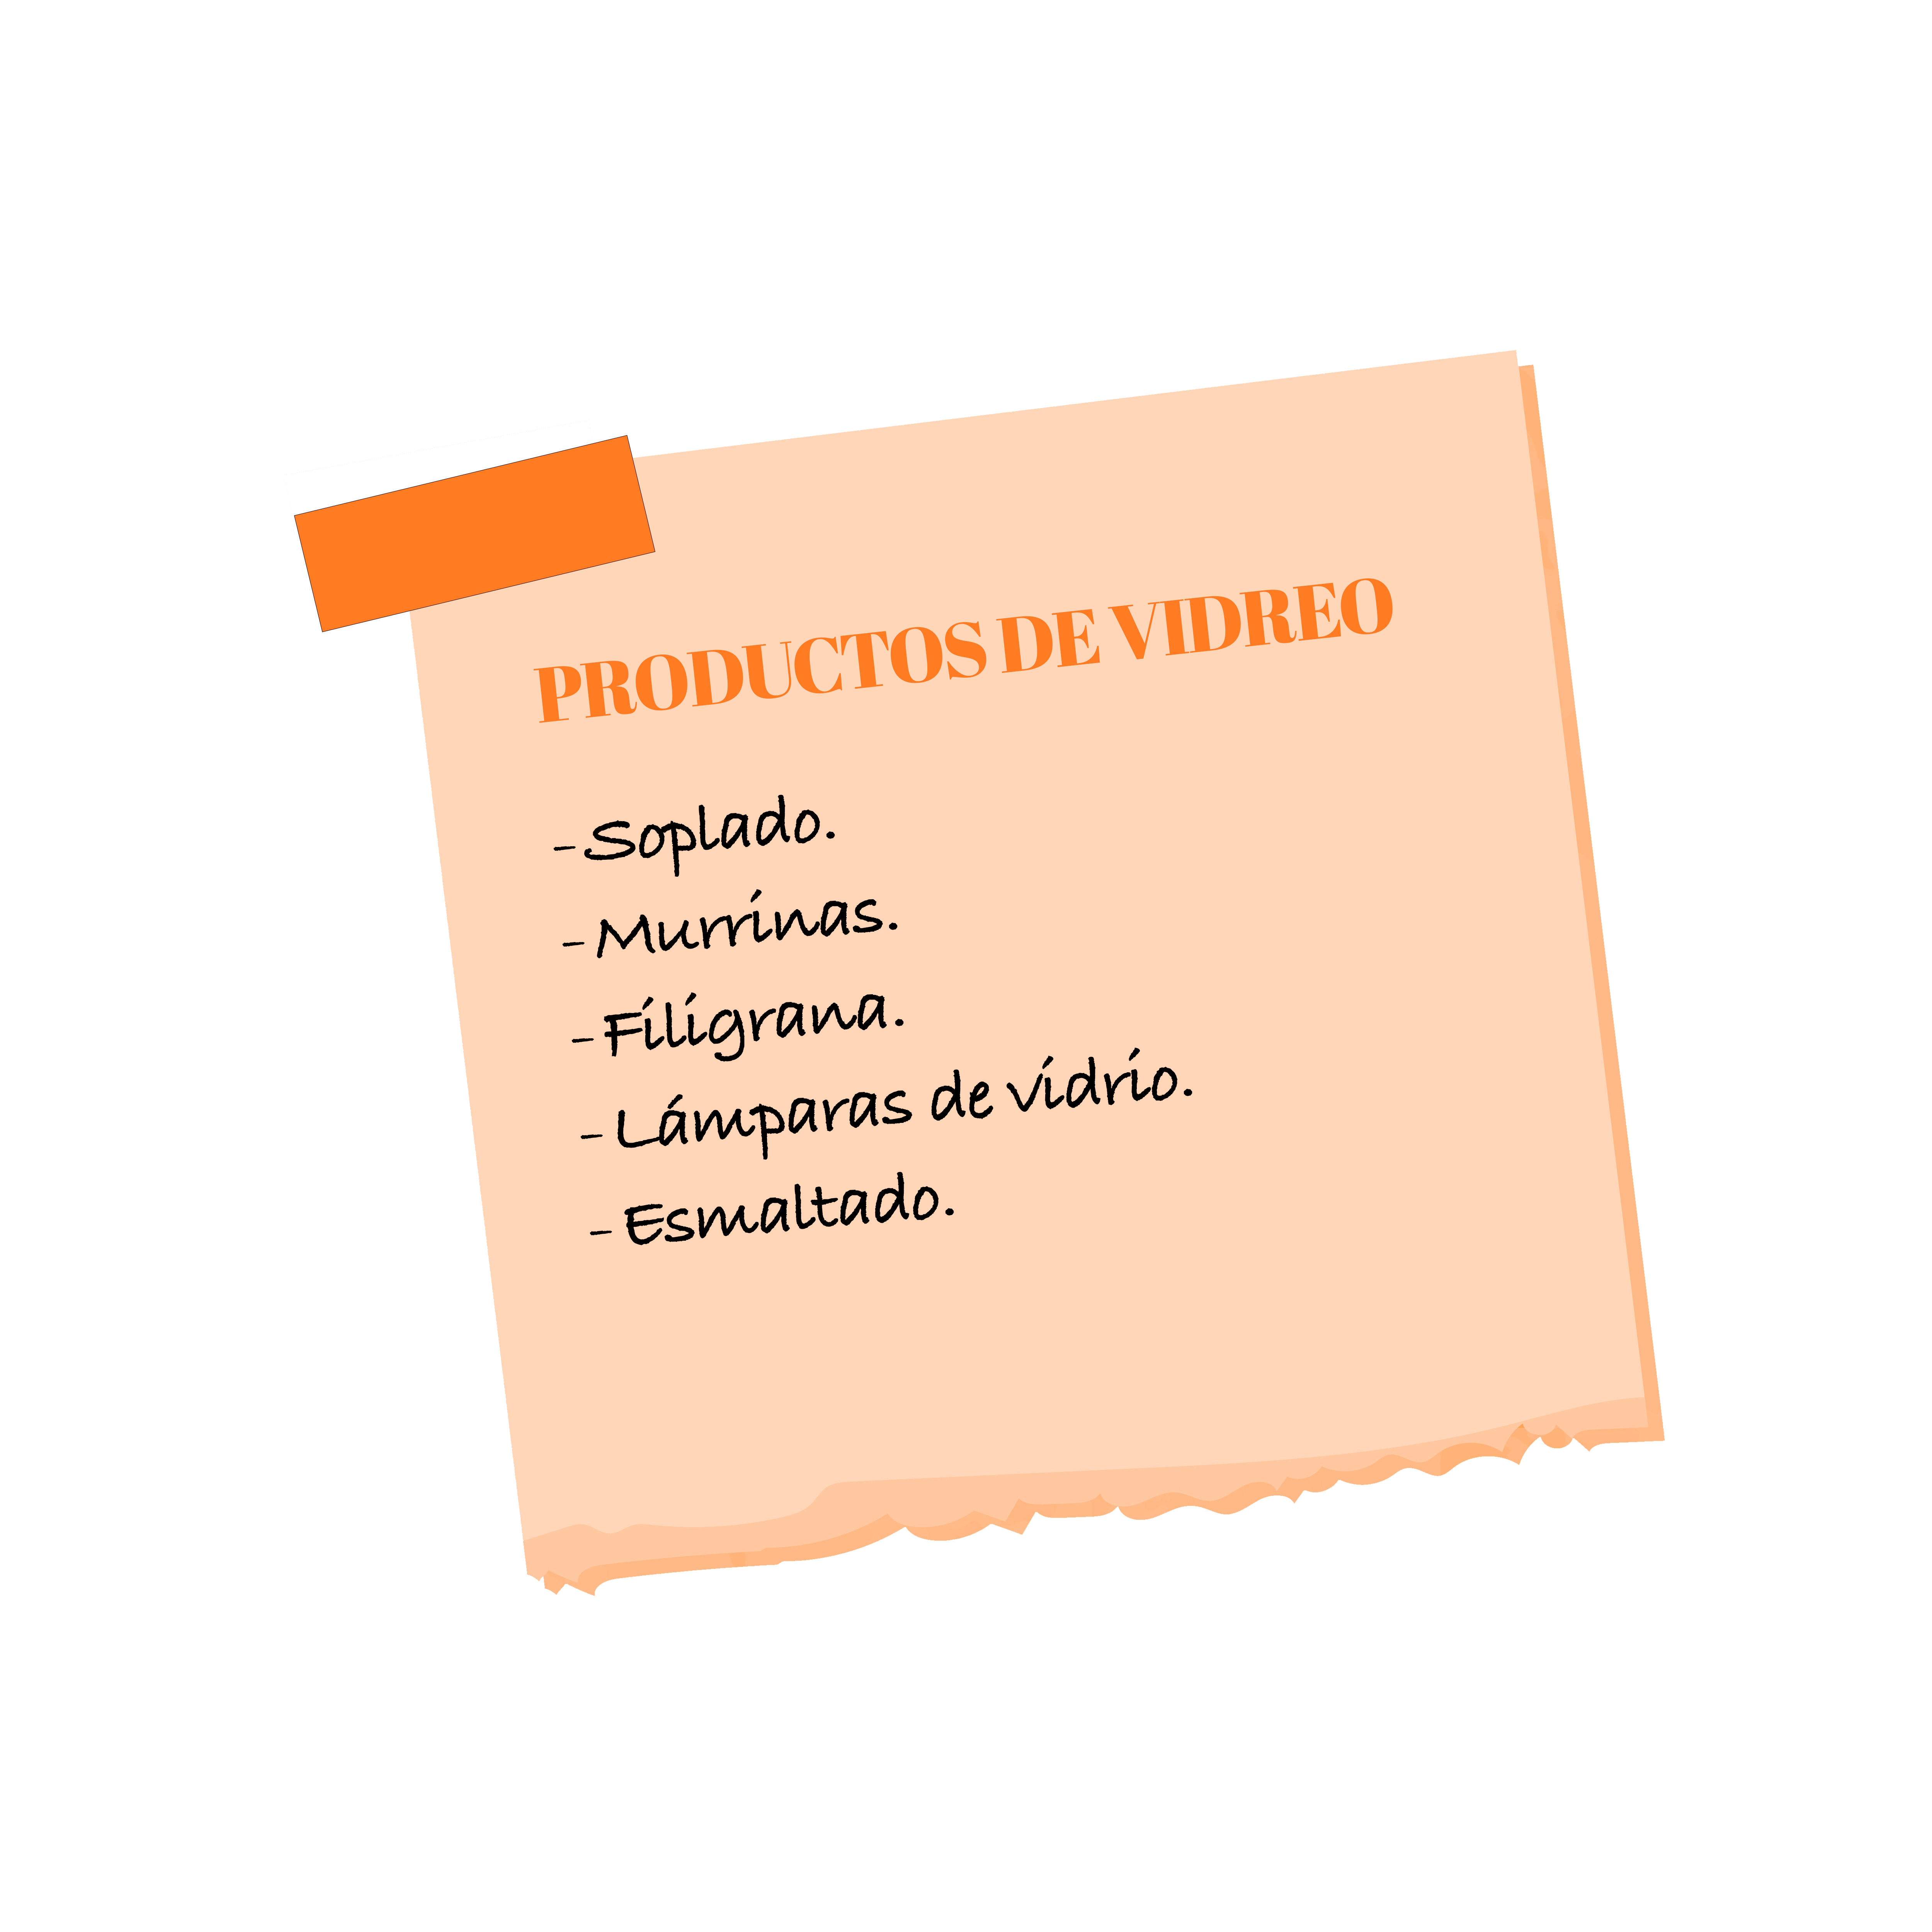 PRODUCTOS DE VIDREO
-Soplado.
-Murrinas.
-Filigrana.
- Lámparas de vidrio.
-Esmaltado.